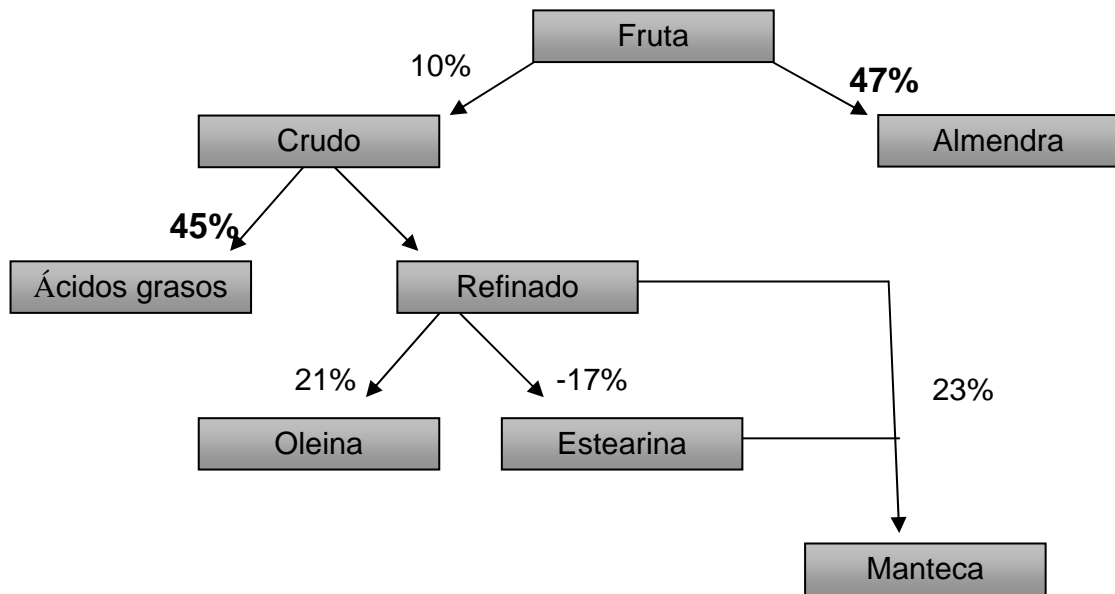 Fruta
10%
47%
Crudo
Almendra
45%
Ácidos grasos
Refinado
21%
-17%
23%
Oleina
Estearina
Manteca